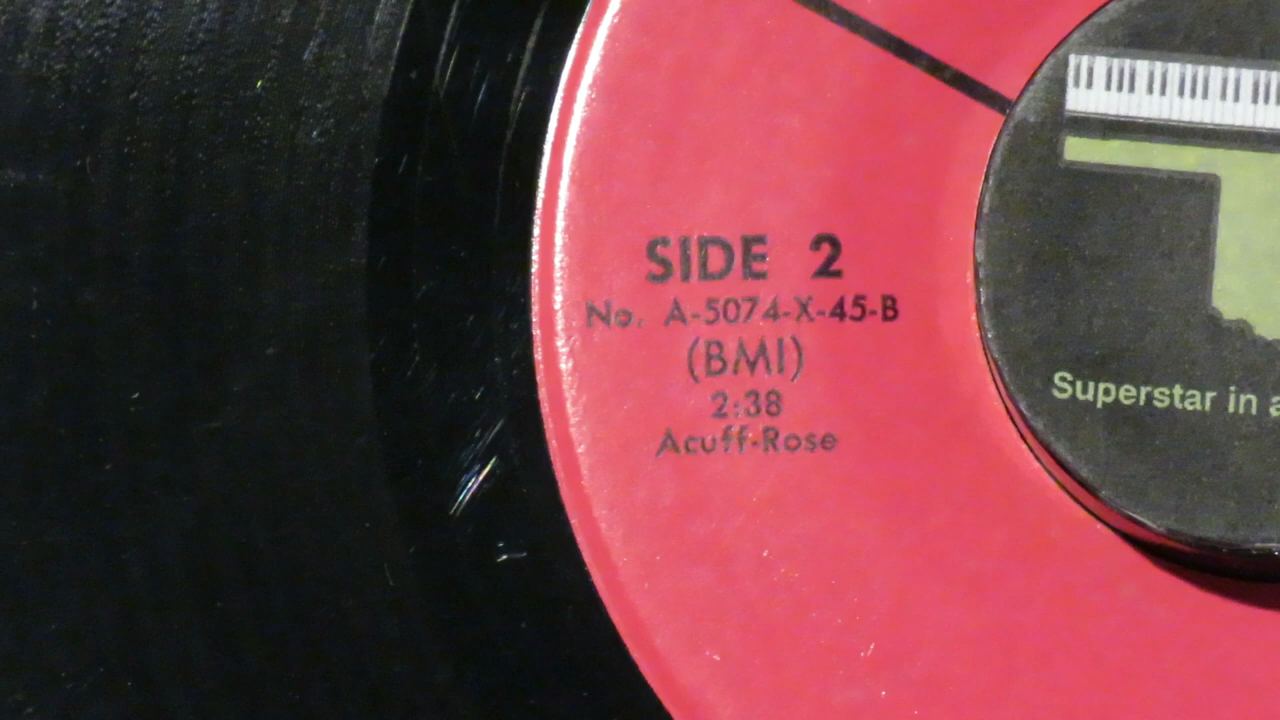 SIDE 2
No. A-5074-X-45-B
(BMI)
2:38
Acuff-Rose
Superstar in